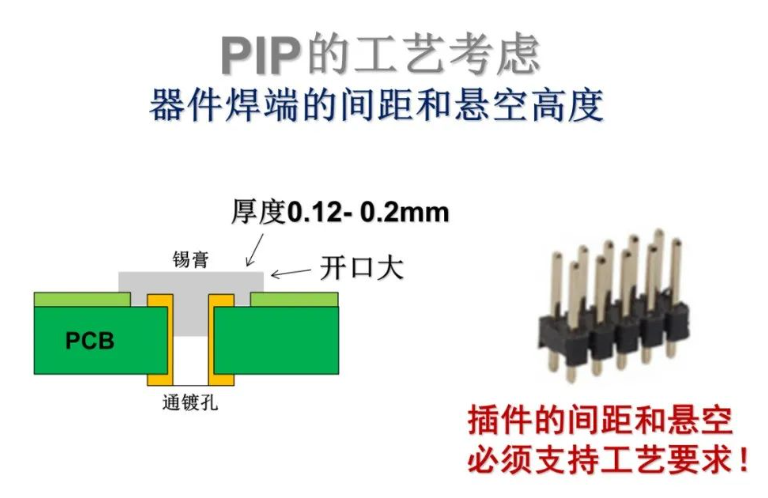 PIP的工艺考虑
器件焊端的间距和悬空高度
厚度0.12- 0.2mm
锡膏
开口大
PCB
通镀孔
插件的间距和悬空
必须支持工艺要求！